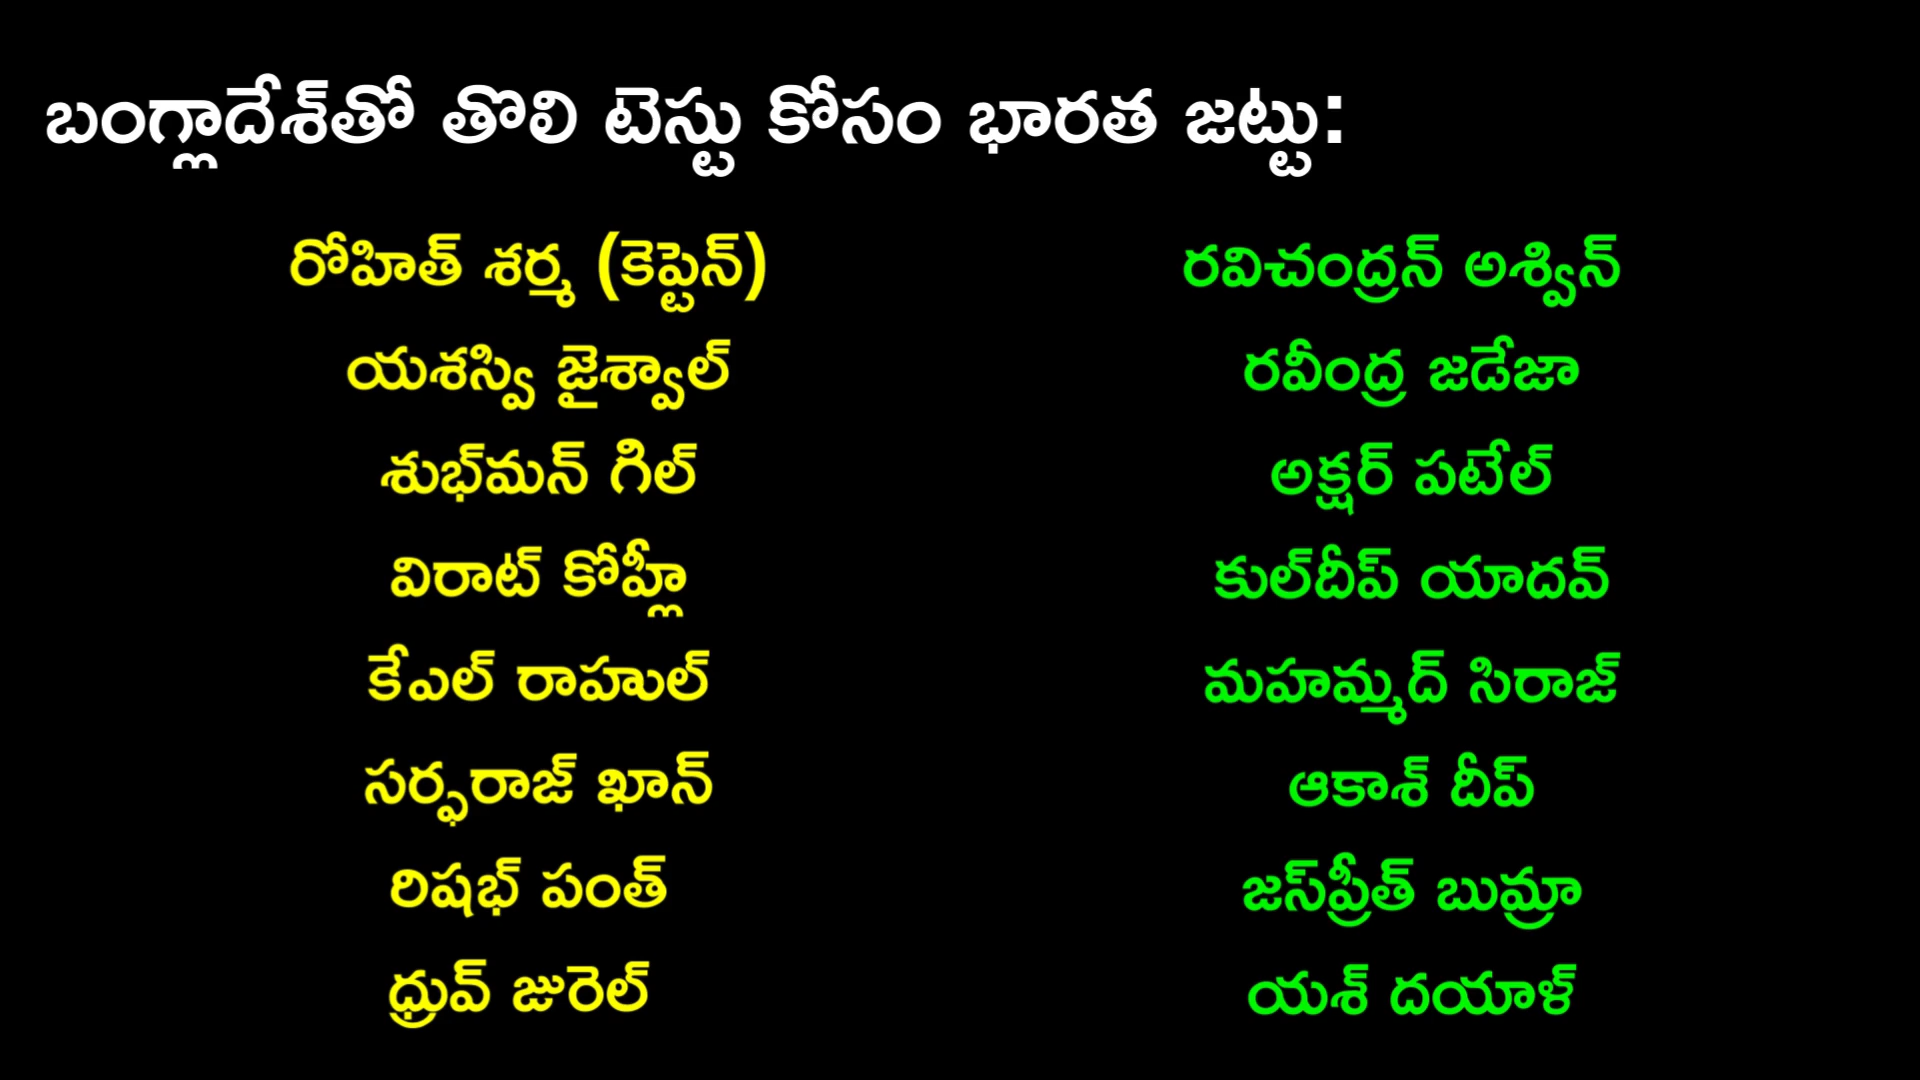 బంగ్లాదేశ్‌తో తొలి టెస్టు కోసం భారత జట్టు:
రోహిత్ శర్మ (కెప్టెన్)
యశస్వి జైశ్వాల్
శుభ్‌మన్ గిల్
విరాట్ కోహ్లీ
కేఎల్ రాహుల్
సర్ఫరాజ్ ఖాన్
రిషభ్ పంత్
ధ్రువ్ జురెల్
రవిచంద్రన్ అశ్విన్
రవీంద్ర జడేజా
అక్షర్ పటేల్
కుల్‌దీప్ యాదవ్
మహమ్మద్ సిరాజ్
ఆకాశ్ దీప్
జస్‌ప్రీత్ బుమ్రా
యశ్ దయాళ్